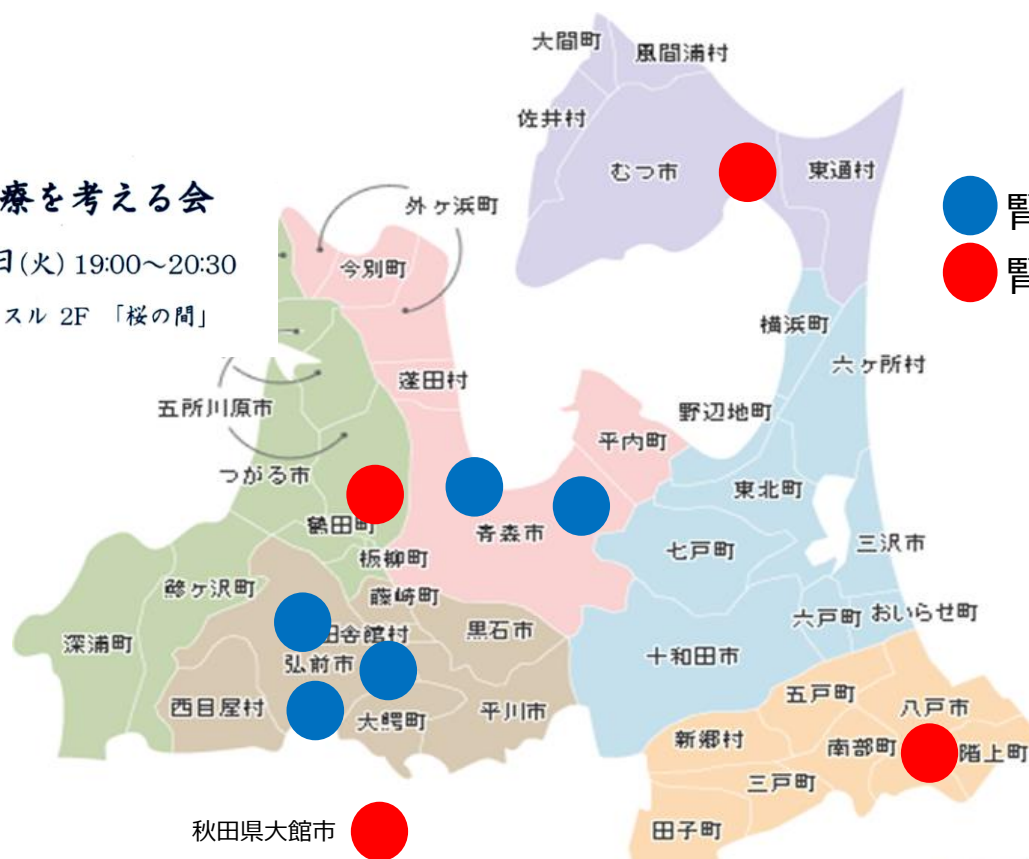 大間町
風間浦村
佐井村
むつ市
東通村
療を考える会
外ヶ浜町
腎
日(火) 19:00～20:30
今別町
腎
スル 2F 「桜の間」
横浜町
六ヶ所村
蓬田村
五所川原市
野辺地町
平内町
つがる市
東北町
鶴田町
青森市
七戸町
三沢市
板柳町
鰺ヶ沢町
藤崎町
六戸町
おいらせ町
田舎館村
黒石市
深浦町
弘前市
十和田市
五戸町
西目屋村
大鰐町
平川市
八戸市
新郷村
南部町
階上町
三戸町
秋田県大館市
田子町